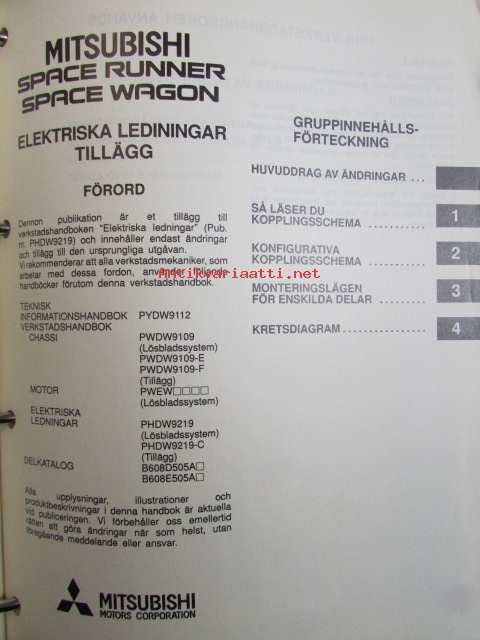 MITSUBISHI
SPACE RUNNER
SPACE WAGON
ELEKTRISKA LEDININGAR
TILLÄGG
FÖRORD
Dennon publikation är et tillägg till
verkstadshandboken "Elektriska ledningar" (Pub.
nr. PHDW9219) och innehåller endast ändringar
och tillägg till den ursprungliga utgåvan.
Vi rekommenderar att alla verkstadsmekaniker, som
arbetar med dessa fordon, använder följande
handböcker förutom denna verkstadshandbok.
TEKNISK
INFORMATIONSHANDBOK PYDW9112
VERKSTADSHANDBOK
CHASSI PWDW9109
(Lösbladssystem)
PWDW9109-E
PWDW9109-F
(Tillägg)
MOTOR PWEW□□□□
(Lösbladssystem)
ELEKTRISKA
LEDNINGAR PHDW9219
(Lösbladssystem)
PHDW9219-C
(Tillägg)
DELKATALOG B608D505A□
B608E505A□
Alla upplysningar, illustrationer och
produktbeskrivningar i denna handbok är aktuella
vid publiceringen. Vi förbehåller oss emellertid
rätten att göra ändringar när som helst, utan
föregående meddelande eller ansvar.
MITSUBISHI
MOTORS CORPORATION
GRUPPINNEHÅLLS-
FÖRTECKNING
HUVUDDRAG AV ÄNDRINGAR ...
SÅ LÄSER DU
KOPPLINGSSCHEMA .............. 1
KONFIGURATIVA
KOPPLINGSSCHEMA .............. 2
MONTERINGSLÄGEN
FÖR ENSKILDA DELAR ............ 3
KRETSDIAGRAM .................. 4
antikvariaatti.net